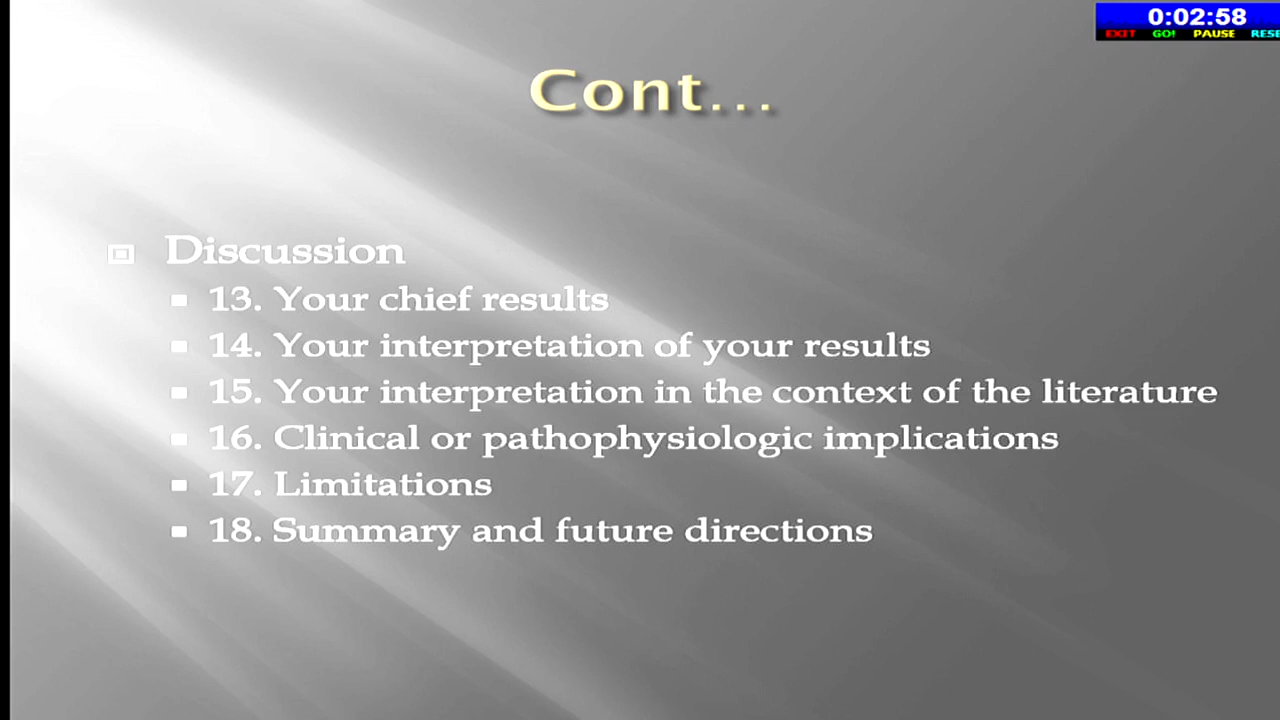 0:02:58
EXIT GO! PAUSE RESE
Cont...
Discussion
13. Your chief results
14. Your interpretation of your results
15. Your interpretation in the context of the literature
16. Clinical or pathophysiologic implications
17. Limitations
18. Summary and future directions